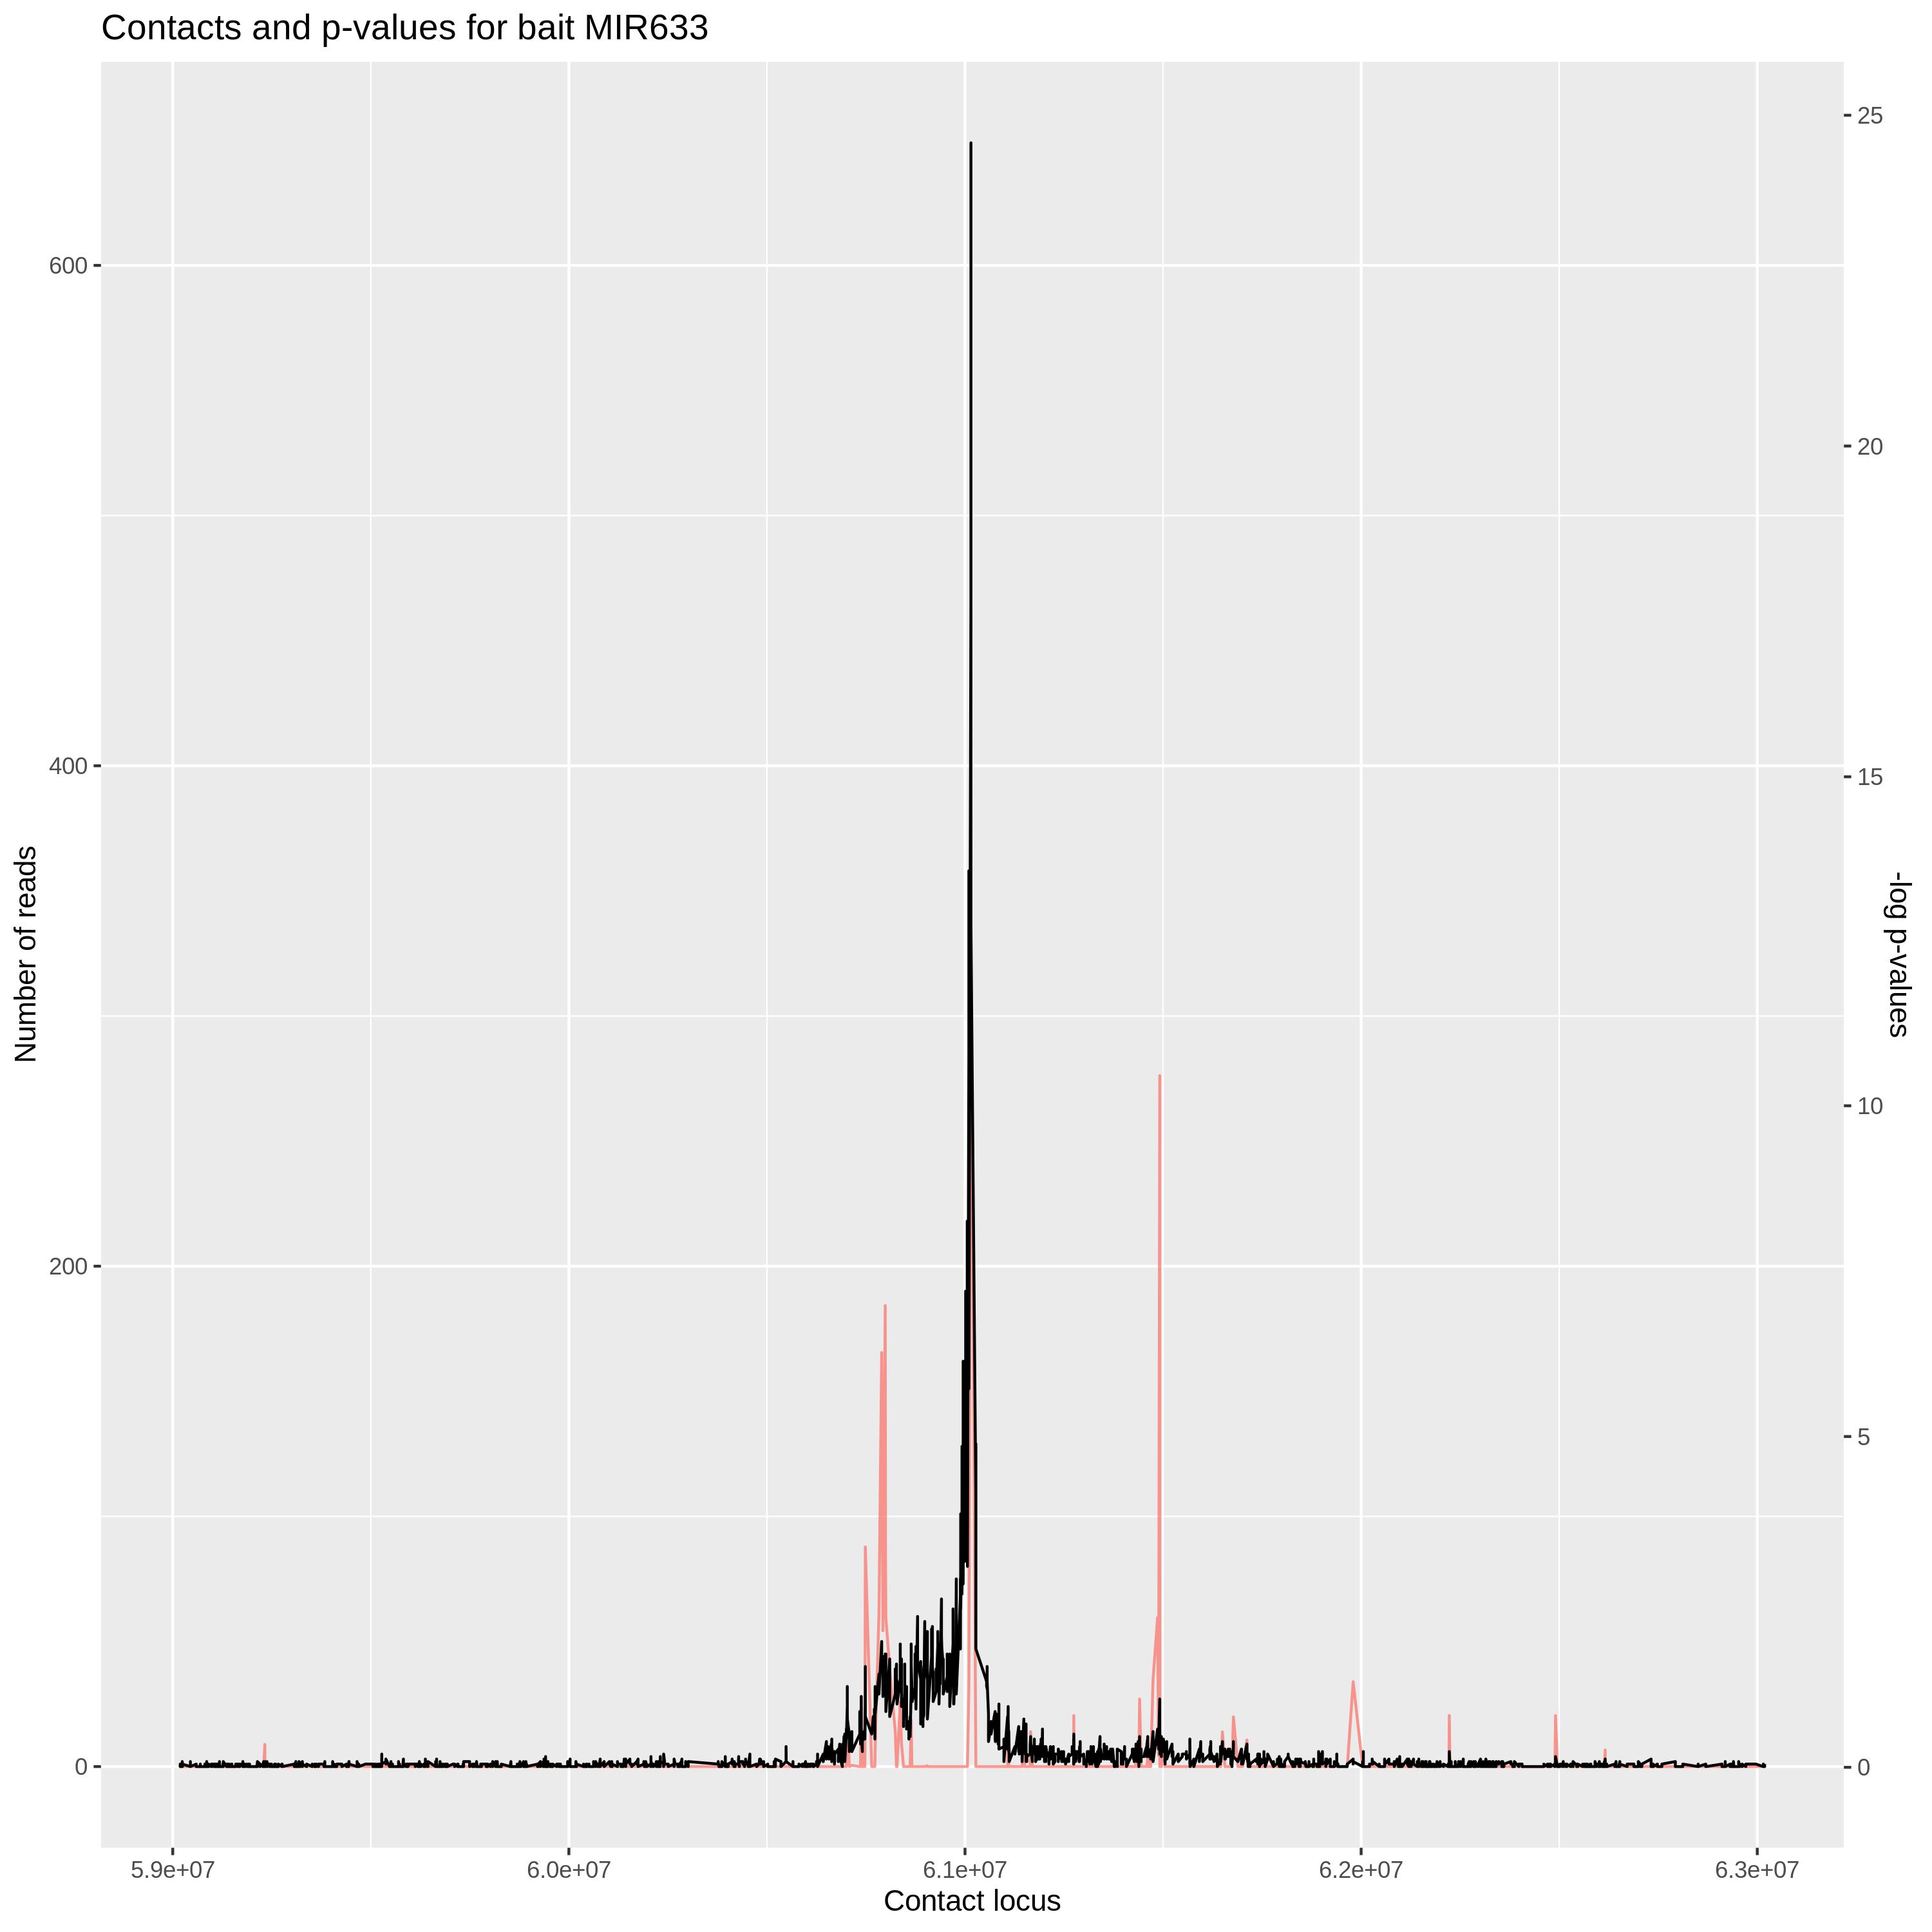 Contacts and p-values for bait MIR633
Number of reads
600
400
200
0
25
20
15
10
5
0
-log p-values
5.9e+07 6.0e+07 6.1e+07 6.2e+07 6.3e+07
Contact locus